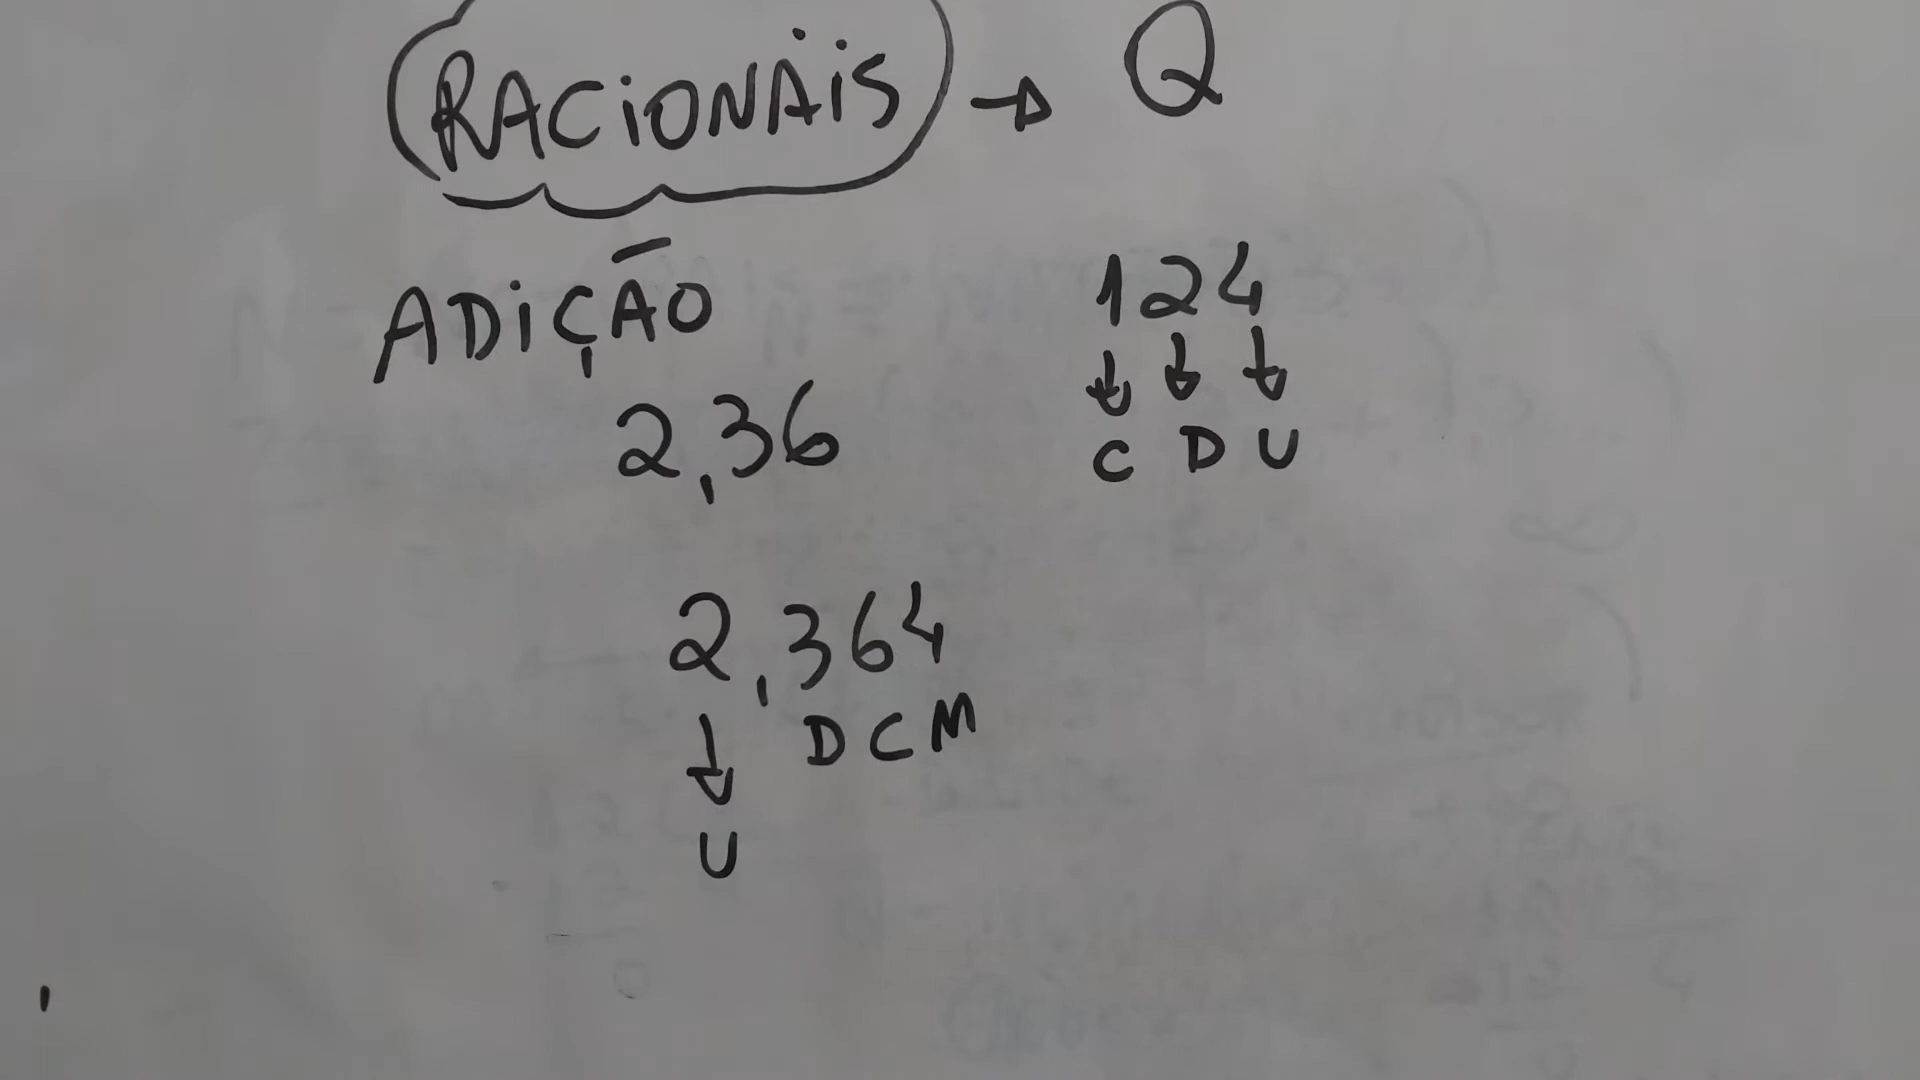 RACIONAIS → Q
ADIÇÃO
124
↓ ↓ ↓
C D U
2,36
2,364
↓ D C M
U